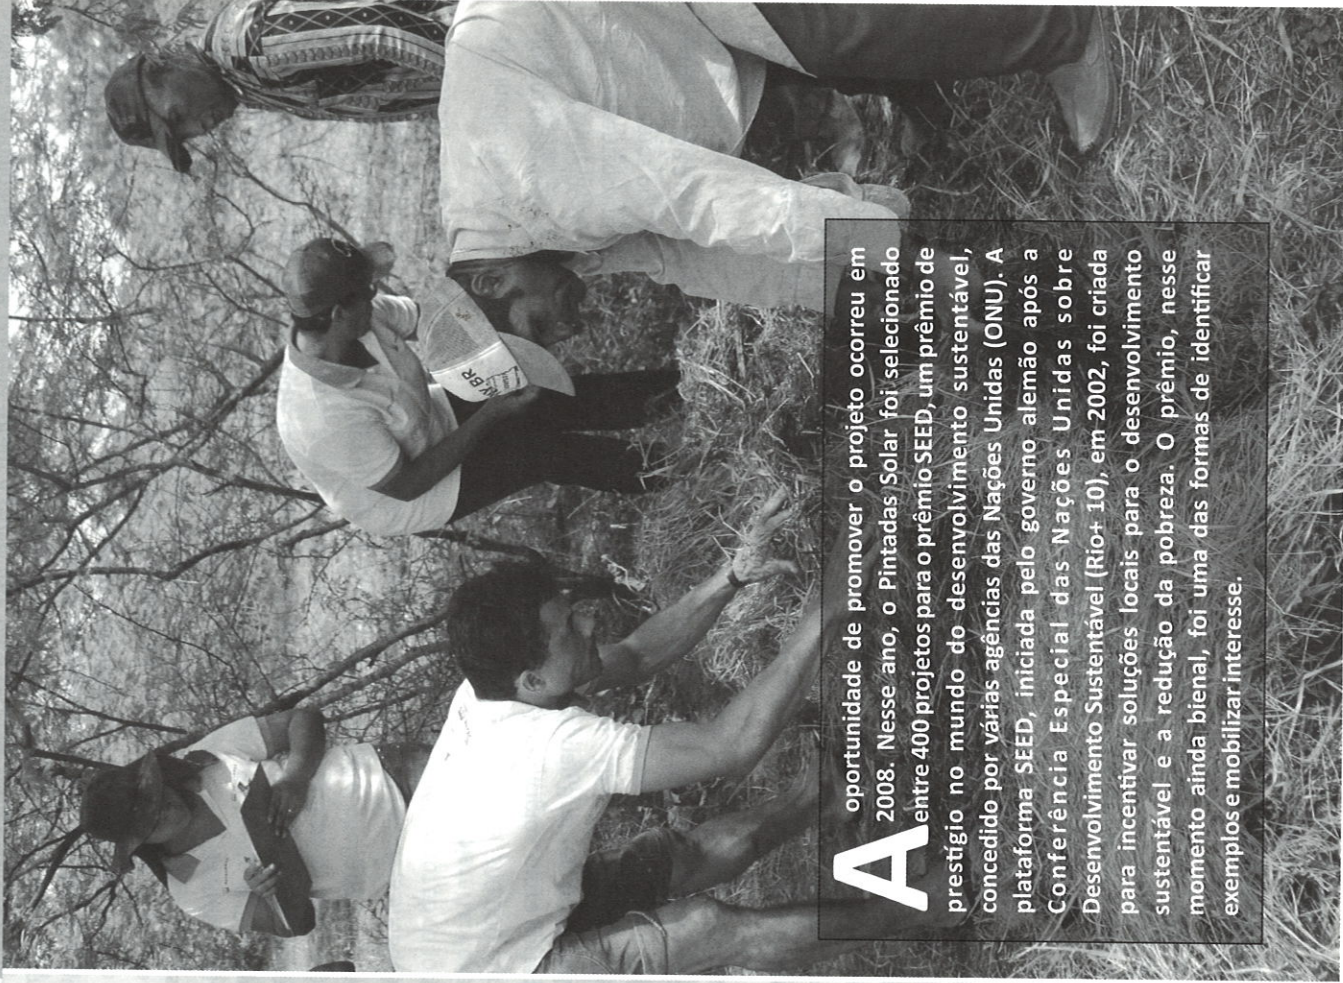 A oportunidade de promover o projeto ocorreu em
2008. Nesse ano, o Pintadas Solar foi selecionado
entre 400 projetos para o prêmio SEED, um prêmio de
prestígio no mundo do desenvolvimento sustentável,
concedido por várias agências das Nações Unidas (ONU). A
plataforma SEED, iniciada pelo governo alemão após a
Conferência Especial das Nações Unidas sobre
Desenvolvimento Sustentável (Rio+ 10), em 2002, foi criada
para incentivar soluções locais para o desenvolvimento
sustentável e a redução da pobreza. O prêmio, nesse
momento ainda bienal, foi uma das formas de identificar
exemplos e mobilizar interesse.